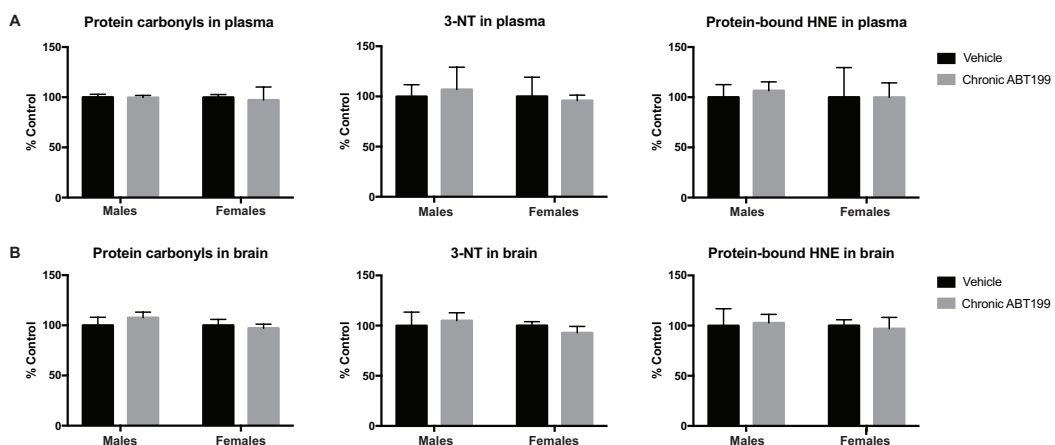 A
Protein carbonyls in plasma
% Control
150
100
50
0
Males
Females
3-NT in plasma
% Control
150
100
50
0
Males
Females
Protein-bound HNE in plasma
% Control
150
100
50
0
Males
Females
Vehicle
Chronic ABT199
B
Protein carbonyls in brain
% Control
150
100
50
0
Males
Females
3-NT in brain
% Control
150
100
50
0
Males
Females
Protein-bound HNE in brain
% Control
150
100
50
0
Males
Females
Vehicle
Chronic ABT199